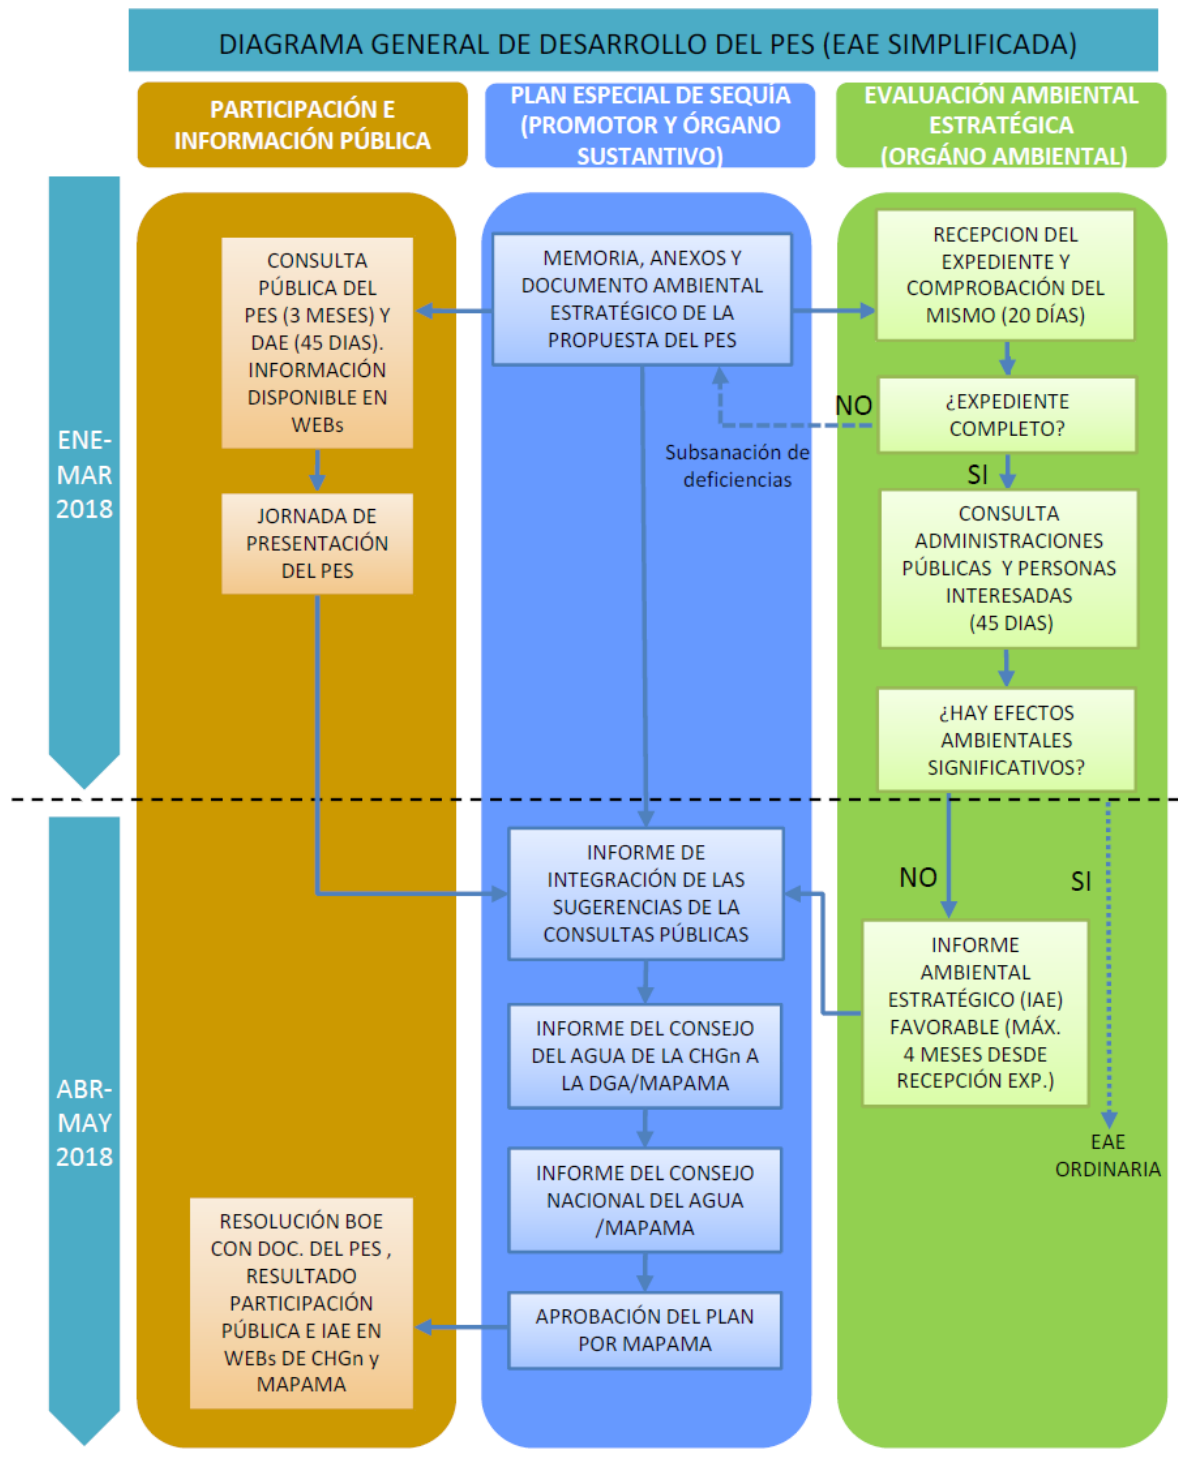 DIAGRAMA GENERAL DE DESARROLLO DEL PES (EAE SIMPLIFICADA)
PARTICIPACIÓN E
INFORMACIÓN PÚBLICA
PLAN ESPECIAL DE SEQUÍA
(PROMOTOR Y ÓRGANO
SUSTANTIVO)
EVALUACIÓN AMBIENTAL
ESTRATÉGICA
(ORGÁNO AMBIENTAL)
ENE-
MAR
2018
CONSULTA
PÚBLICA DEL
PES (3 MESES) Y
DAE (45 DIAS).
INFORMACIÓN
DISPONIBLE EN
WEBs
JORNADA DE
PRESENTACIÓN
DEL PES
MEMORIA, ANEXOS Y
DOCUMENTO AMBIENTAL
ESTRATÉGICO DE LA
PROPUESTA DEL PES
Subsanación de
deficiencias
RECEPCION DEL
EXPEDIENTE Y
COMPROBACIÓN DEL
MISMO (20 DÍAS)
NO
¿EXPEDIENTE
COMPLETO?
SI
CONSULTA
ADMINISTRACIONES
PÚBLICAS Y PERSONAS
INTERESADAS
(45 DIAS)
¿HAY EFECTOS
AMBIENTALES
SIGNIFICATIVOS?
ABR-
MAY
2018
INFORME DE
INTEGRACIÓN DE LAS
SUGERENCIAS DE LA
CONSULTAS PÚBLICAS
NO
SI
INFORME
AMBIENTAL
ESTRATÉGICO (IAE)
FAVORABLE (MÁX.
4 MESES DESDE
RECEPCIÓN EXP.)
EAE
ORDINARIA
INFORME DEL CONSEJO
DEL AGUA DE LA CHGn A
LA DGA/MAPAMA
INFORME DEL CONSEJO
NACIONAL DEL AGUA
/MAPAMA
APROBACIÓN DEL PLAN
POR MAPAMA
RESOLUCIÓN BOE
CON DOC. DEL PES ,
RESULTADO
PARTICIPACIÓN
PÚBLICA E IAE EN
WEBs DE CHGn y
MAPAMA